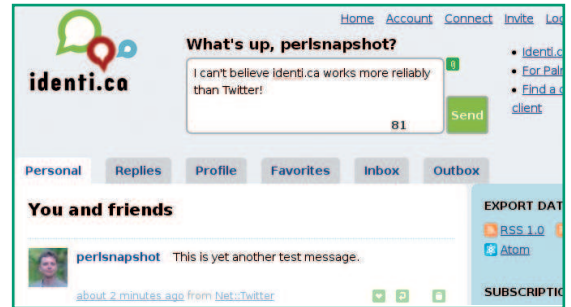 Home Account Connect Invite
identi.ca
What's up, perlsnapshot?
I can't believe identi.ca works more reliably
than Twitter!
81
Send
For
Find a
client
Personal Replies Profile Favorites Inbox Outbox
You and friends
perlsnapshot This is yet another test message.
about 2 minutes ago from Net::Twitter
EXPORT
RSS 1.0
Atom